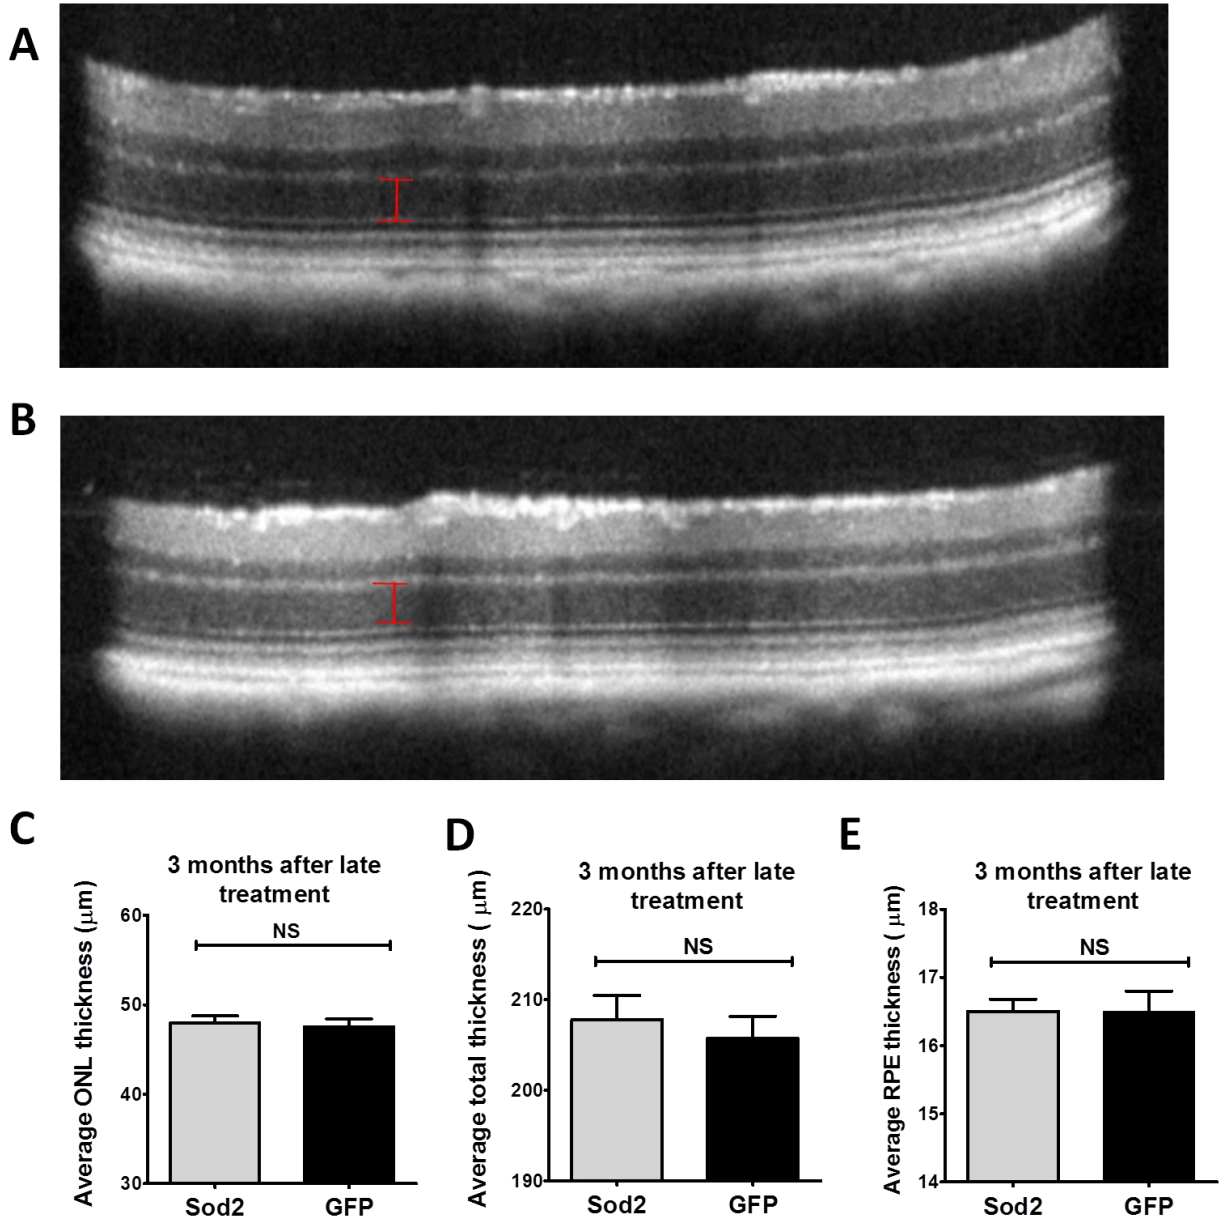 A
B
C
3 months after late
treatment
Average ONL thickness (μm)
60
50
40
30
NS
Sod2
GFP
D
3 months after late
treatment
Average total thickness ( μm)
220
210
200
190
NS
Sod2
GFP
E
3 months after late
treatment
Average RPE thickness ( μm)
18
17
16
15
14
NS
Sod2
GFP